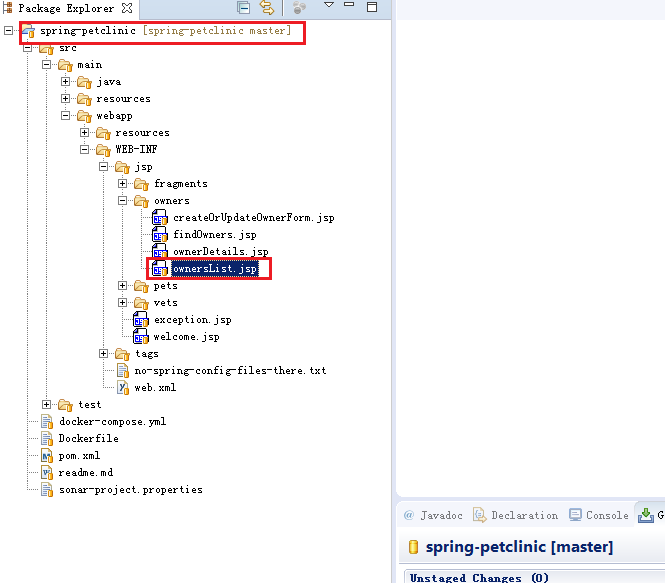 Package Explorer
spring-petclinic [spring-petclinic master]
src
main
java
resources
webapp
resources
WEB-INF
jsp
fragments
owners
createOrUpdateOwnerForm.jsp
findOwners.jsp
ownerDetails.jsp
ownersList.jsp
pets
vets
exception.jsp
welcome.jsp
tags
no-spring-config-files-there.txt
web.xml
test
docker-compose.yml
Dockerfile
pom.xml
readme.md
sonar-project.properties
@ Javadoc Declaration Console G
spring-petclinic [master]
Unstaged Changes (0)